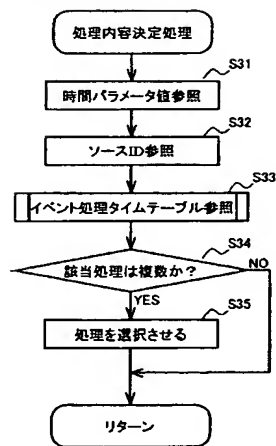 処理内容決定処理
S31
時間パラメータ値参照
S32
ソースID参照
S33
イベント処理タイムテーブル参照
S34
該当処理は複数か?
NO
YES
S35
処理を選択させる
リターン